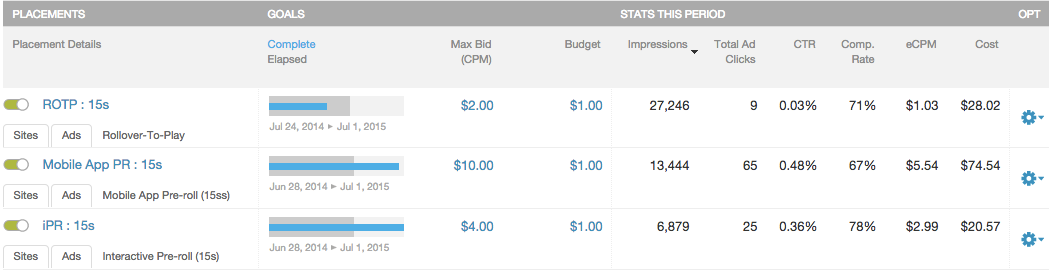 PLACEMENTS GOALS STATS THIS PERIOD OPT
Placement Details Complete Elapsed Max Bid (CPM) Budget Impressions Total Ad Clicks CTR Comp. Rate eCPM Cost
ROTP : 15s $2.00 $1.00 27,246 9 0.03% 71% $1.03 $28.02
Jul 24, 2014 ▸ Jul 1, 2015
Sites Ads Rollover-To-Play
Mobile App PR : 15s $10.00 $1.00 13,444 65 0.48% 67% $5.54 $74.54
Jun 28, 2014 ▸ Jul 1, 2015
Sites Ads Mobile App Pre-roll (15ss)
iPR : 15s $4.00 $1.00 6,879 25 0.36% 78% $2.99 $20.57
Jun 28, 2014 ▸ Jul 1, 2015
Sites Ads Interactive Pre-roll (15s)